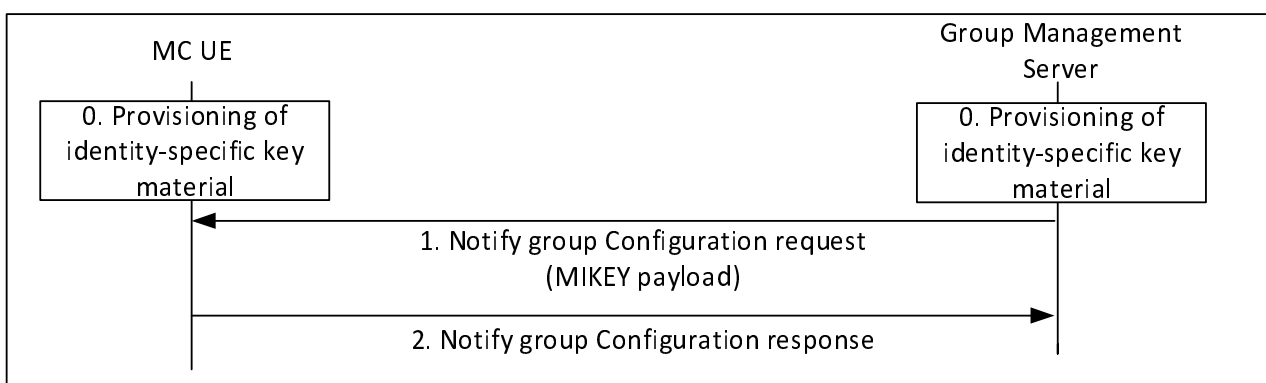 MC UE
Group Management
Server
0. Provisioning of
identity-specific key
material
0. Provisioning of
identity-specific key
material
1. Notify group Configuration request
(MIKEY payload)
2. Notify group Configuration response